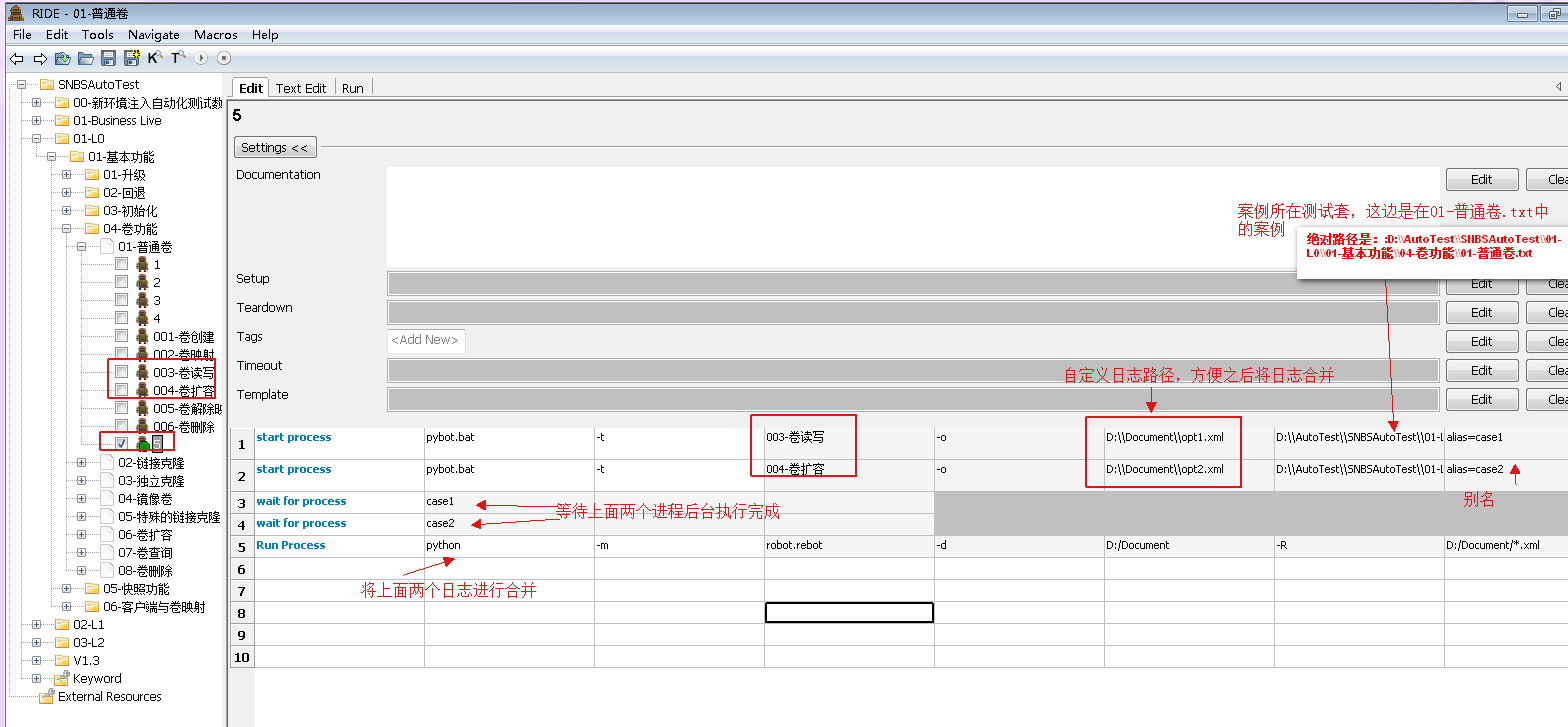 RIDE - 01-普通卷
File Edit Tools Navigate Macros Help
K T
SNBSAutoTest
00-新环境注入自动化测试数
01-Business Live
01-L0
01-基本功能
01-升级
02-回退
03-初始化
04-卷功能
01-普通卷
1
2
3
4
001-卷创建
002-卷映射
003-卷读写
004-卷扩容
005-卷解除映
006-卷删除
5
02-链接克隆
03-独立克隆
04-镜像卷
05-特殊的链接克隆
06-卷扩容
07-卷查询
08-卷删除
05-快照功能
06-客户端与卷映射
02-L1
03-L2
V1.3
Keyword
External Resources
Edit Text Edit Run
5
Settings <<
Documentation Edit Clea
案例所在测试套，这边是在01-普通卷.txt中
的案例
绝对路径是：:D:\\AutoTest\\SNBSAutoTest\\01-
L0\\01-基本功能\\04-卷功能\\01-普通卷.txt
Setup Edit Clea
Teardown Edit Clea
Tags <Add New> Edit Clea
Timeout Edit Clea
自定义日志路径，方便之后将日志合并
Template Edit Clea
1 start process pybot.bat -t 003-卷读写 -o D:\\Document\\opt1.xml D:\\AutoTest\\SNBSAutoTest\\01-L alias=case1
2 start process pybot.bat -t 004-卷扩容 -o D:\\Document\\opt2.xml D:\\AutoTest\\SNBSAutoTest\\01-L alias=case2
别名
3 wait for process case1
等待上面两个进程后台执行完成
4 wait for process case2
5 Run Process python -m robot.rebot -d D:/Document -R D:/Document/*.xml
6
将上面两个日志进行合并
7
8
9
10